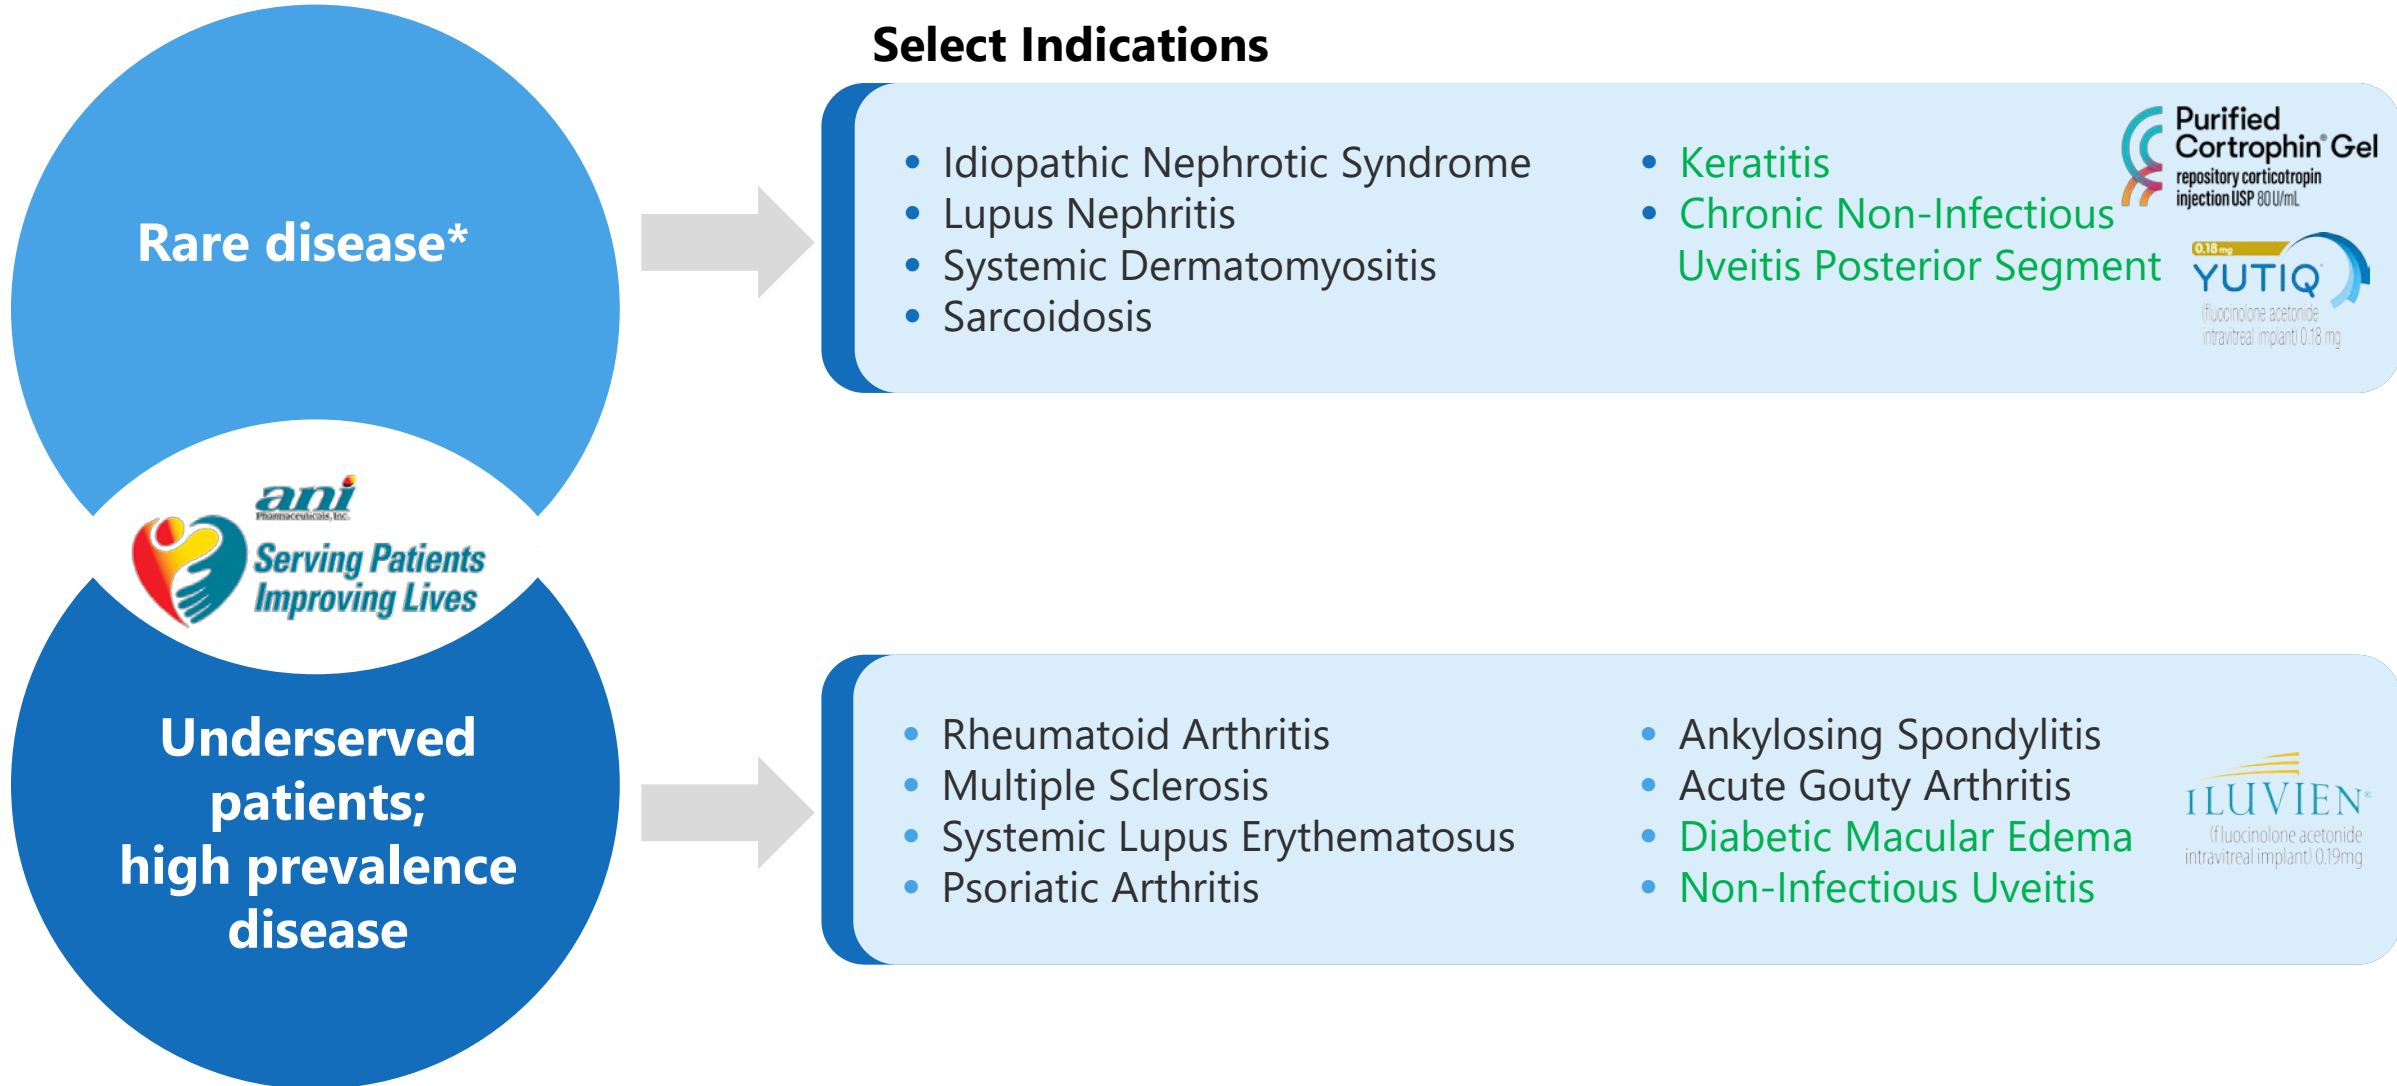 Select Indications
Rare disease*
• Idiopathic Nephrotic Syndrome
• Lupus Nephritis
• Systemic Dermatomyositis
• Sarcoidosis
• Keratitis
• Chronic Non-Infectious
Uveitis Posterior Segment
Purified
Cortrophin® Gel
repository corticotropin
injection USP 80 U/mL
0.18 mg
YUTIQ
(fluocinolone acetonide
intravitreal implant) 0.18 mg
ani
Pharmaceuticals, Inc.
Serving Patients
Improving Lives
Underserved
patients;
high prevalence
disease
• Rheumatoid Arthritis
• Multiple Sclerosis
• Systemic Lupus Erythematosus
• Psoriatic Arthritis
• Ankylosing Spondylitis
• Acute Gouty Arthritis
• Diabetic Macular Edema
• Non-Infectious Uveitis
ILUVIEN®
(fluocinolone acetonide
intravitreal implant) 0.19mg